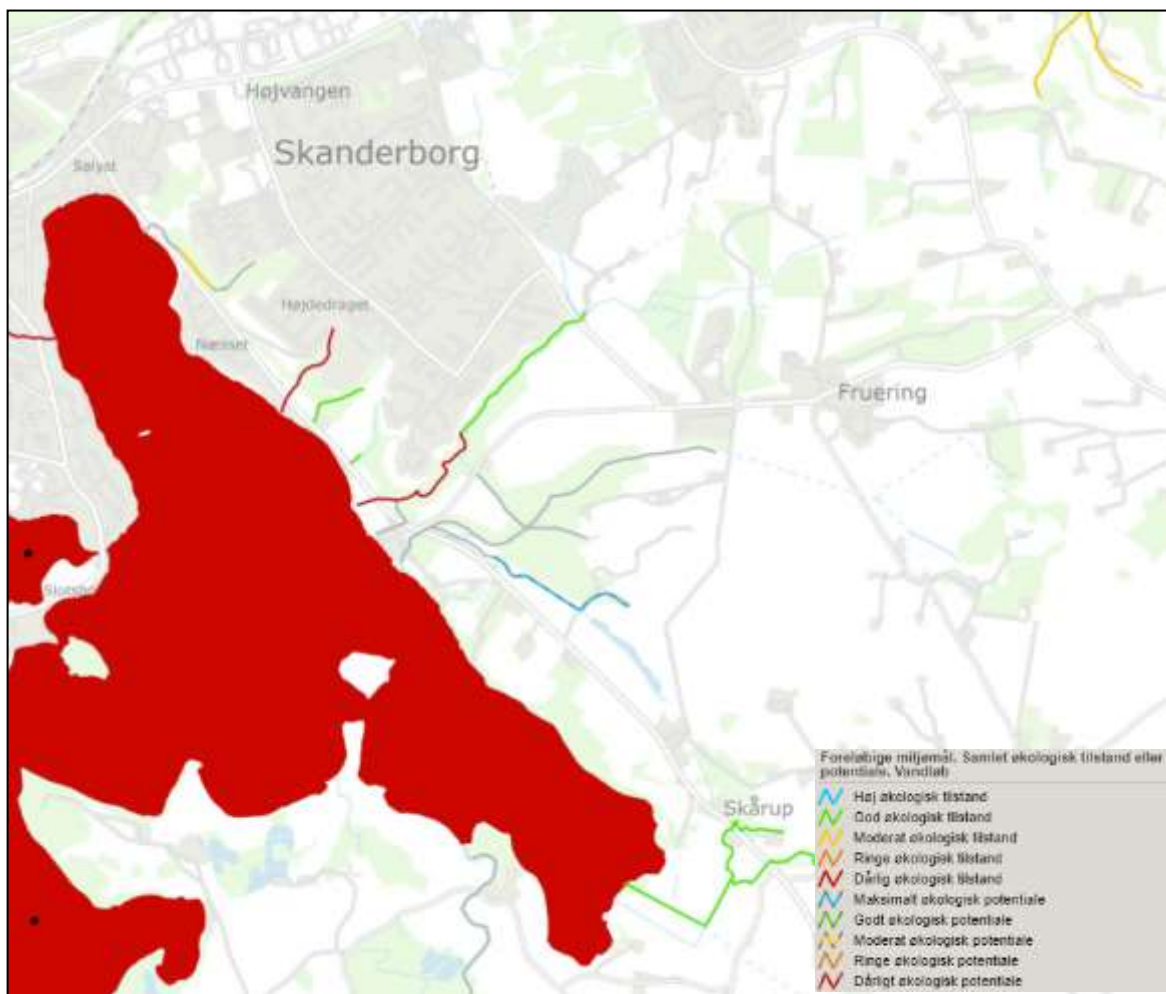 Højvangen
Skanderborg
Sølyst
Højdedraget
Næsset
Fruering
Skårup
Foreløbige miljømål. Samlet økologisk tilstand eller
potentiale. Vandløb
Høj økologisk tilstand
God økologisk tilstand
Moderat økologisk tilstand
Ringe økologisk tilstand
Dårlig økologisk tilstand
Maksimalt økologisk potentiale
Godt økologisk potentiale
Moderat økologisk potentiale
Ringe økologisk potentiale
Dårligt økologisk potentiale